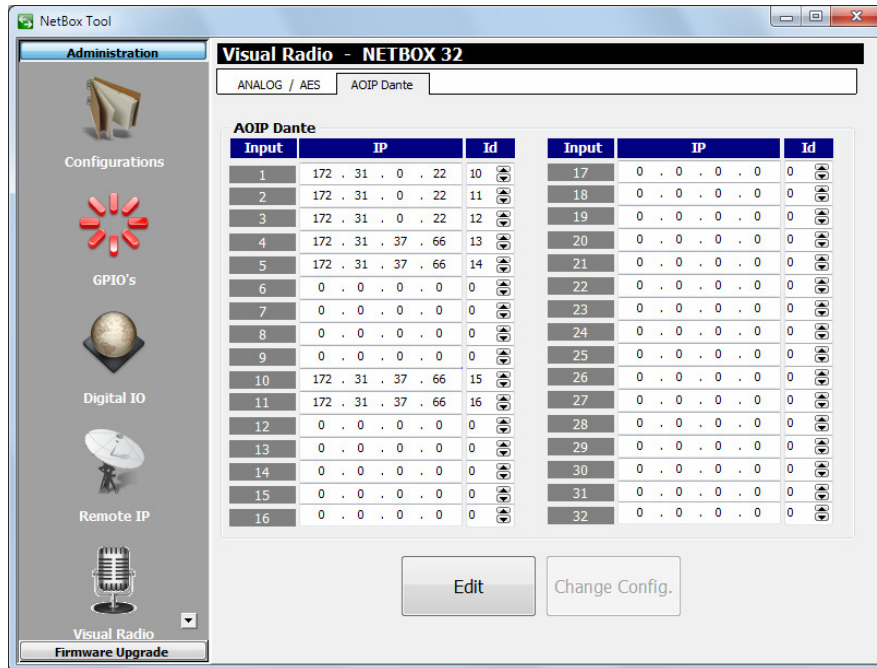 NetBox Tool
Administration
Configurations
GPIO's
Digital IO
Remote IP
Visual Radio
Firmware Upgrade
Visual Radio - NETBOX 32
ANALOG / AES AOIP Dante
AOIP Dante
Input IP Id Input IP Id
1 172 . 31 . 0 . 22 10 17 0 . 0 . 0 . 0 0
2 172 . 31 . 0 . 22 11 18 0 . 0 . 0 . 0 0
3 172 . 31 . 0 . 22 12 19 0 . 0 . 0 . 0 0
4 172 . 31 . 37 . 66 13 20 0 . 0 . 0 . 0 0
5 172 . 31 . 37 . 66 14 21 0 . 0 . 0 . 0 0
6 0 . 0 . 0 . 0 0 22 0 . 0 . 0 . 0 0
7 0 . 0 . 0 . 0 0 23 0 . 0 . 0 . 0 0
8 0 . 0 . 0 . 0 0 24 0 . 0 . 0 . 0 0
9 0 . 0 . 0 . 0 0 25 0 . 0 . 0 . 0 0
10 172 . 31 . 37 . 66 15 26 0 . 0 . 0 . 0 0
11 172 . 31 . 37 . 66 16 27 0 . 0 . 0 . 0 0
12 0 . 0 . 0 . 0 0 28 0 . 0 . 0 . 0 0
13 0 . 0 . 0 . 0 0 29 0 . 0 . 0 . 0 0
14 0 . 0 . 0 . 0 0 30 0 . 0 . 0 . 0 0
15 0 . 0 . 0 . 0 0 31 0 . 0 . 0 . 0 0
16 0 . 0 . 0 . 0 0 32 0 . 0 . 0 . 0 0
Edit Change Config.